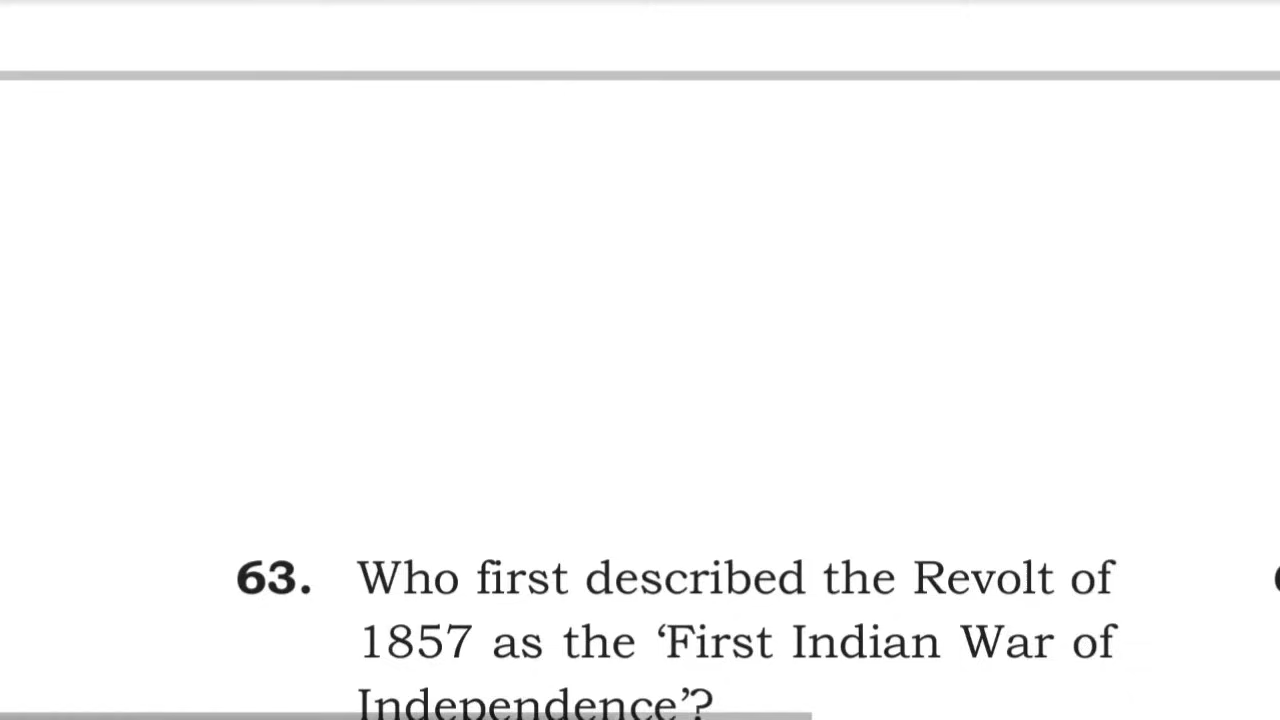 63. Who first described the Revolt of
1857 as the ‘First Indian War of
Independence’?